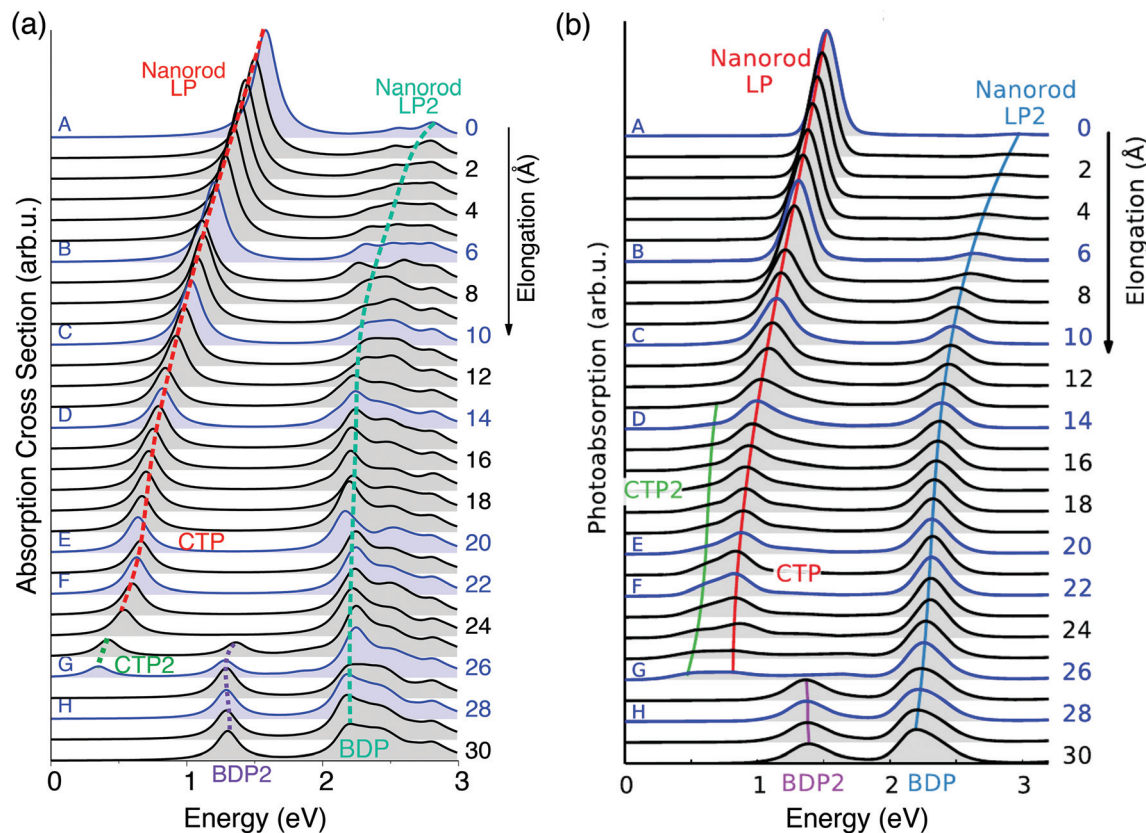 (a)
Nanorod
LP
Nanorod
LP2
A
B
C
D
E
F
G
H
0
2
4
6
8
10
12
14
16
18
20
22
24
26
28
30
Elongation (Å)
Absorption Cross Section (arb.u.)
CTP
CTP2
BDP2
BDP
0
1
2
3
Energy (eV)
(b)
Nanorod
LP
Nanorod
LP2
A
B
C
D
E
F
G
H
0
2
4
6
8
10
12
14
16
18
20
22
24
26
28
30
Elongation (Å)
Photoabsorption (arb.u.)
CTP2
CTP
BDP2
BDP
0
1
2
3
Energy (eV)